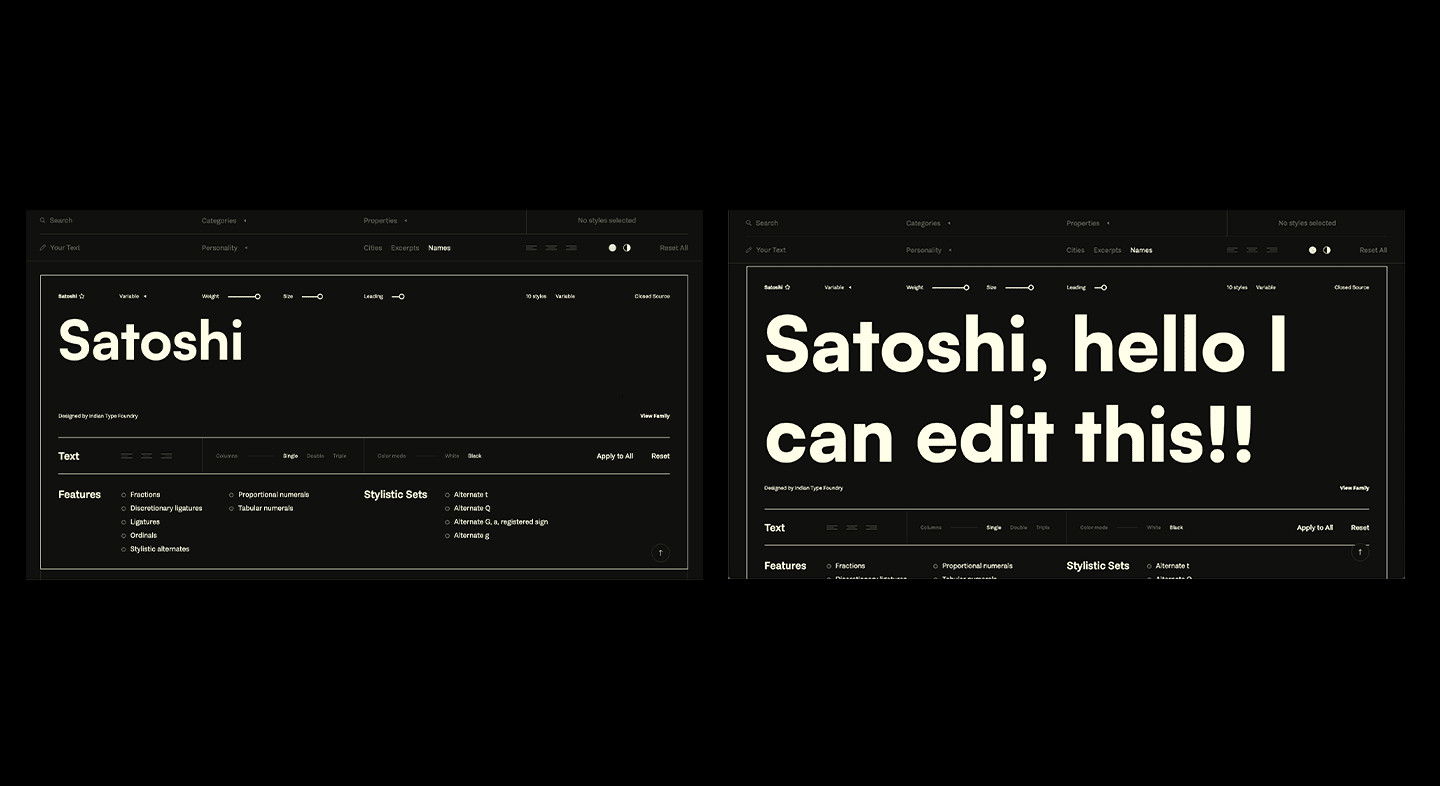 Search Categories Properties No styles selected
Your Text Personality Cities Excerpts Names Reset All
Satoshi Variable Weight Size Leading 10 styles Variable Closed Source
Satoshi
Designed by Indian Type Foundry View Family
Text Columns Single Double Triple Color mode White Black Apply to All Reset
Features Fractions Proportional numerals Stylistic Sets Alternate t
Discretionary ligatures Tabular numerals Alternate Q
Ligatures Alternate G, a, registered sign
Ordinals Alternate g
Stylistic alternates
Search Categories Properties No styles selected
Your Text Personality Cities Excerpts Names Reset All
Satoshi Variable Weight Size Leading 10 styles Variable Closed Source
Satoshi, hello I
can edit this!!
Designed by Indian Type Foundry View Family
Text Columns Single Double Triple Color mode White Black Apply to All Reset
Features Fractions Proportional numerals Stylistic Sets Alternate t
Discretionary ligatures Tabular numerals Alternate Q